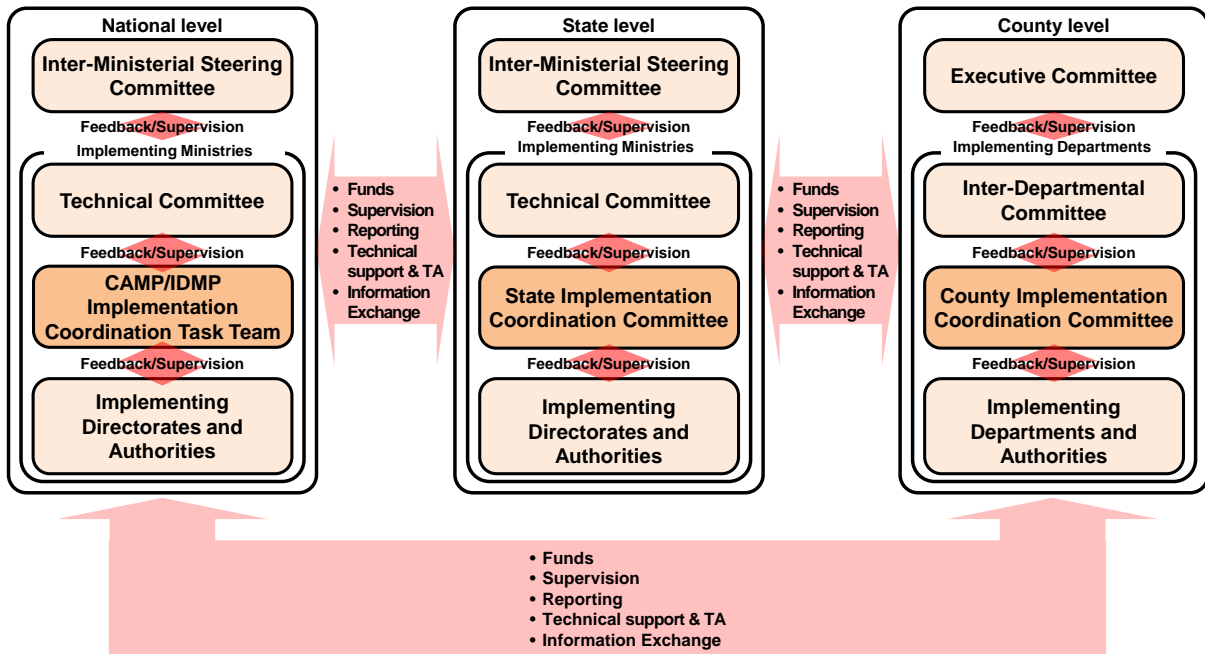 National level
Inter-Ministerial Steering
Committee
Feedback/Supervision
Implementing Ministries
Technical Committee
Feedback/Supervision
CAMP/IDMP
Implementation
Coordination Task Team
Feedback/Supervision
Implementing
Directorates and
Authorities
• Funds
• Supervision
• Reporting
• Technical
support & TA
• Information
Exchange
State level
Inter-Ministerial Steering
Committee
Feedback/Supervision
Implementing Ministries
Technical Committee
Feedback/Supervision
State Implementation
Coordination Committee
Feedback/Supervision
Implementing
Directorates and
Authorities
• Funds
• Supervision
• Reporting
• Technical
support & TA
• Information
Exchange
County level
Executive Committee
Feedback/Supervision
Implementing Departments
Inter-Departmental
Committee
Feedback/Supervision
County Implementation
Coordination Committee
Feedback/Supervision
Implementing
Departments and
Authorities
• Funds
• Supervision
• Reporting
• Technical support & TA
• Information Exchange